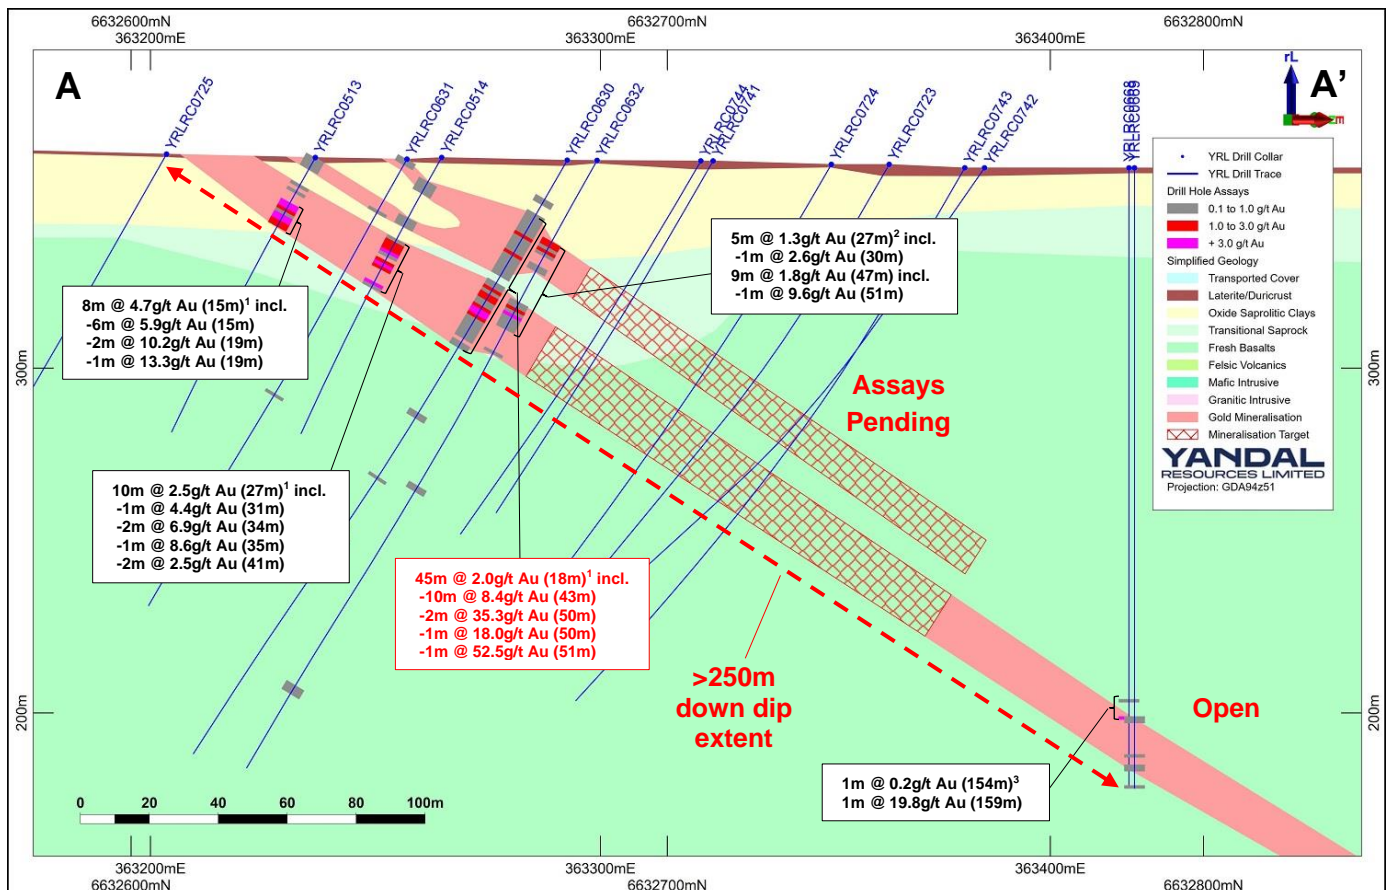 6632600mN 6632700mN 6632800mN
363200mE 363300mE 363400mE
A
A'
rL
YRLRC0725
YRLRC0513
YRLRC0631
YRLRC0514
YRLRC0630
YRLRC0632
YRLRC0744
YRLRC0741
YRLRC0724
YRLRC0723
YRLRC0743
YRLRC0742
YRL Drill Collar
YRL Drill Trace
Drill Hole Assays
0.1 to 1.0 g/t Au
1.0 to 3.0 g/t Au
+ 3.0 g/t Au
Simplified Geology
Transported Cover
Laterite/Duricrust
Oxide Saprolitic Clays
Transitional Saprock
Fresh Basalts
Felsic Volcanics
Mafic Intrusive
Granitic Intrusive
Gold Mineralisation
Mineralisation Target
YANDAL
RESOURCES LIMITED
Projection: GDA94z51
5m @ 1.3g/t Au (27m)² incl.
-1m @ 2.6g/t Au (30m)
9m @ 1.8g/t Au (47m) incl.
-1m @ 9.6g/t Au (51m)
8m @ 4.7g/t Au (15m)¹ incl.
-6m @ 5.9g/t Au (15m)
-2m @ 10.2g/t Au (19m)
-1m @ 13.3g/t Au (19m)
300m
300m
Assays
Pending
10m @ 2.5g/t Au (27m)¹ incl.
-1m @ 4.4g/t Au (31m)
-2m @ 6.9g/t Au (34m)
-1m @ 8.6g/t Au (35m)
-2m @ 2.5g/t Au (41m)
45m @ 2.0g/t Au (18m)¹ incl.
-10m @ 8.4g/t Au (43m)
-2m @ 35.3g/t Au (50m)
-1m @ 18.0g/t Au (50m)
-1m @ 52.5g/t Au (51m)
>250m
down dip
extent
Open
200m
200m
1m @ 0.2g/t Au (154m)³
1m @ 19.8g/t Au (159m)
0 20 40 60 80 100m
363200mE 363300mE 363400mE
6632600mN 6632700mN 6632800mN